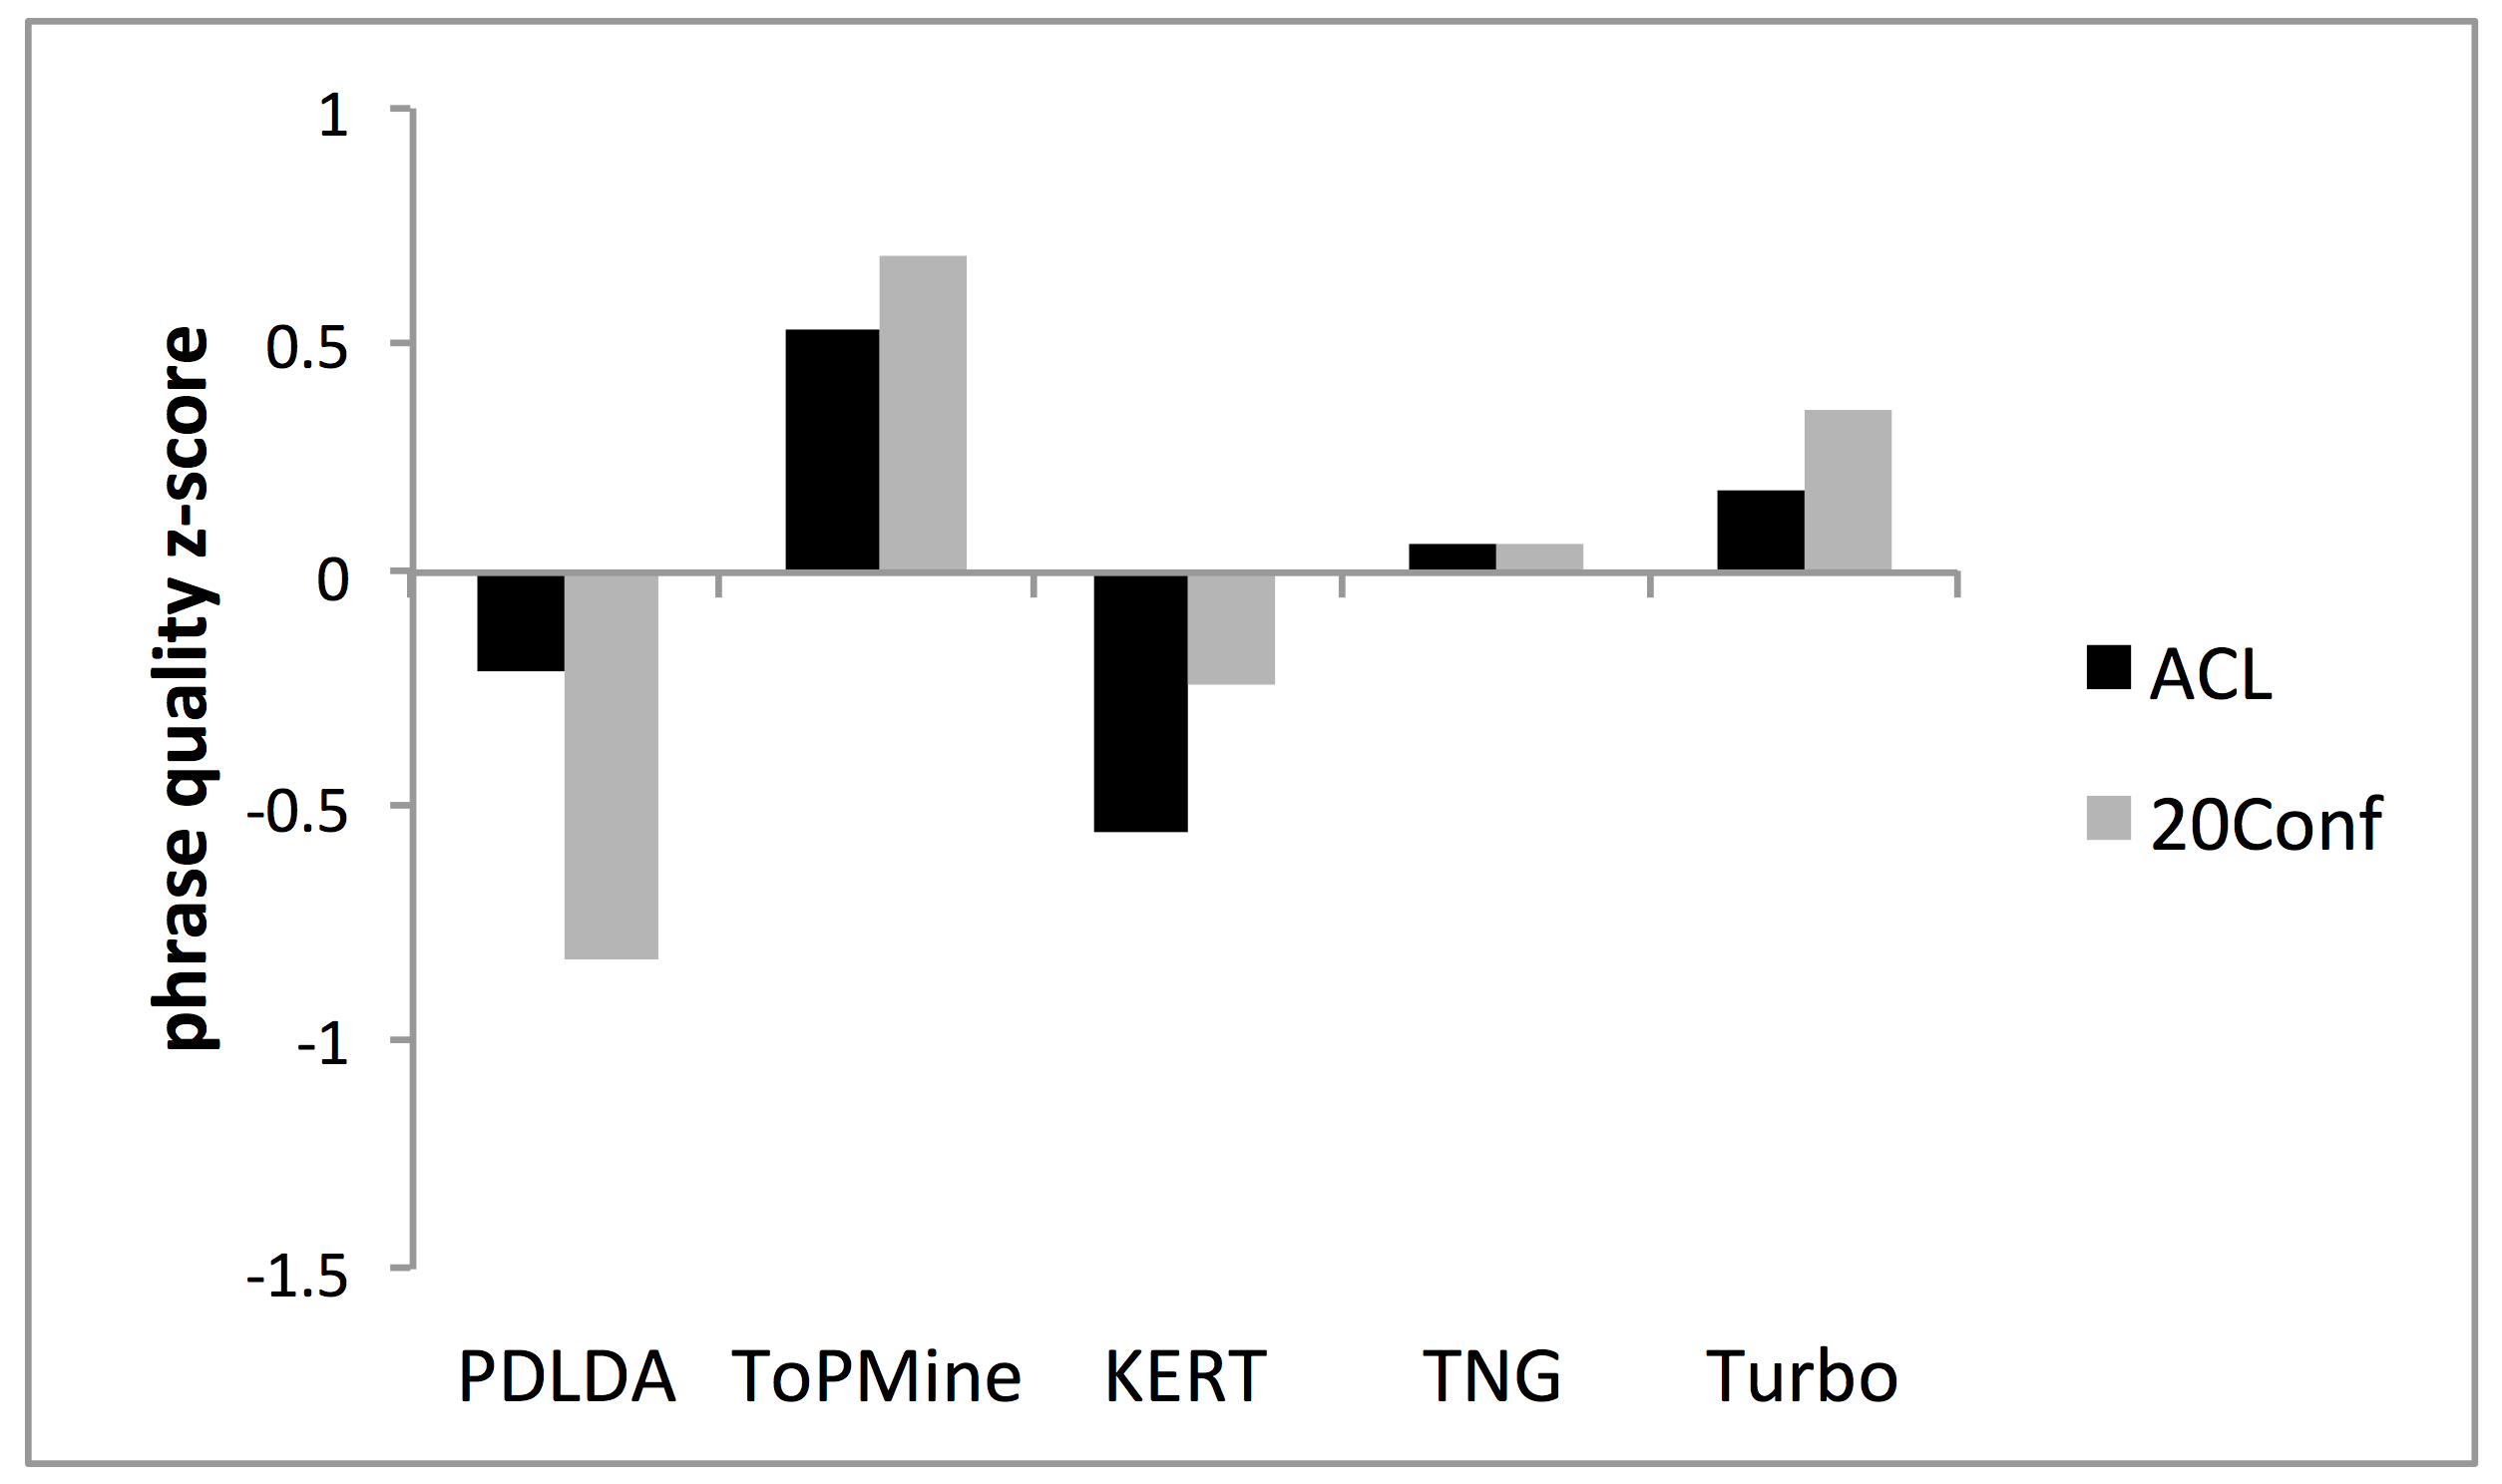 phrase quality z-score
1
0.5
0
-0.5
-1
-1.5
PDLDA ToPMine KERT TNG Turbo
ACL
20Conf